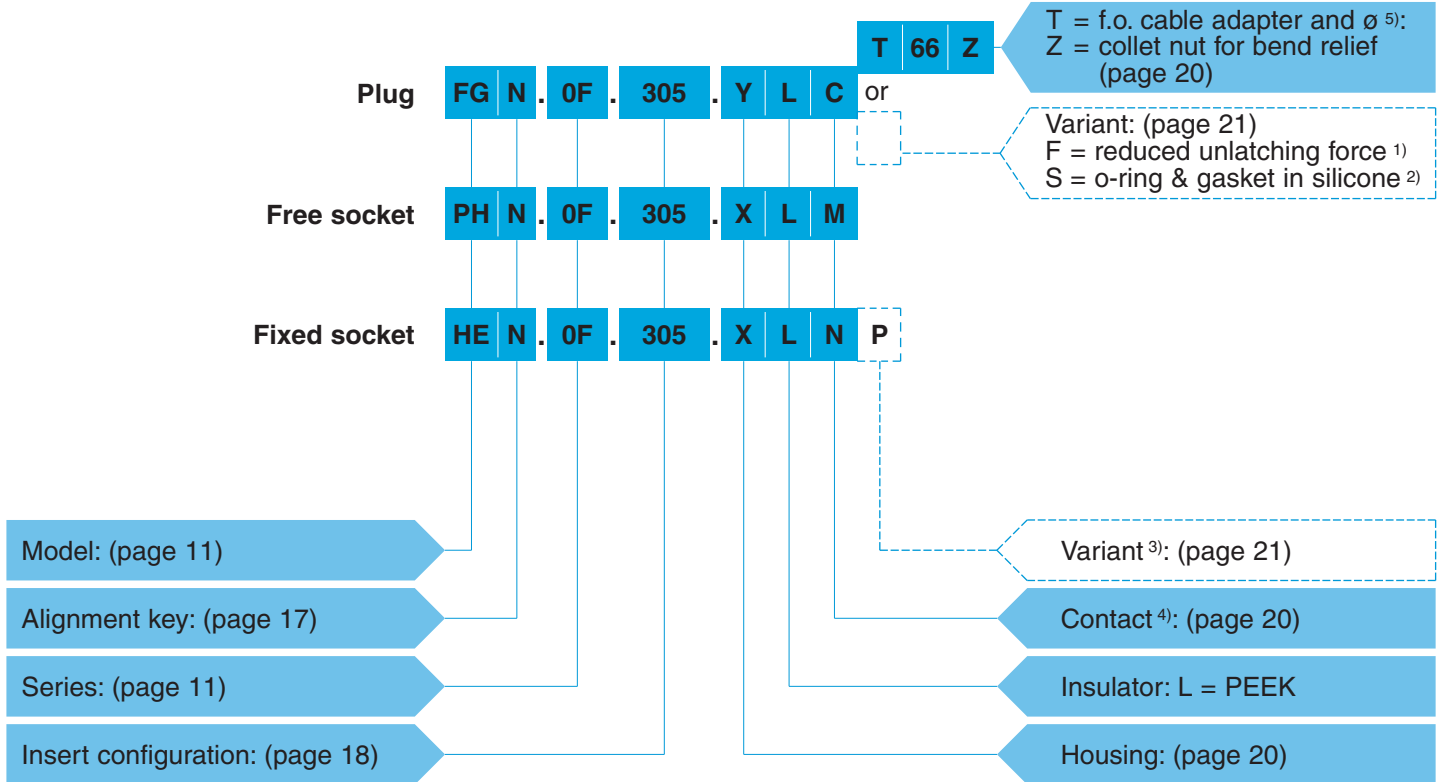 T 66 Z
T = f.o. cable adapter and ø 5):
Z = collet nut for bend relief
(page 20)
Plug FG N . 0F . 305 . Y L C or
Variant: (page 21)
F = reduced unlatching force 1)
S = o-ring & gasket in silicone 2)
Free socket PH N . 0F . 305 . X L M
Fixed socket HE N . 0F . 305 . X L N P
Model: (page 11)
Variant 3): (page 21)
Alignment key: (page 17)
Contact 4): (page 20)
Series: (page 11)
Insulator: L = PEEK
Insert configuration: (page 18)
Housing: (page 20)